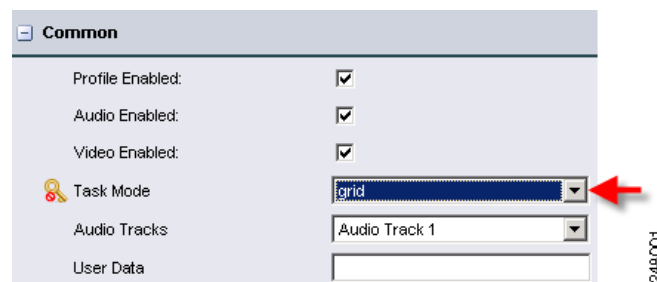 Common
Profile Enabled:
Audio Enabled:
Video Enabled:
Task Mode
grid
Audio Tracks
Audio Track 1
User Data